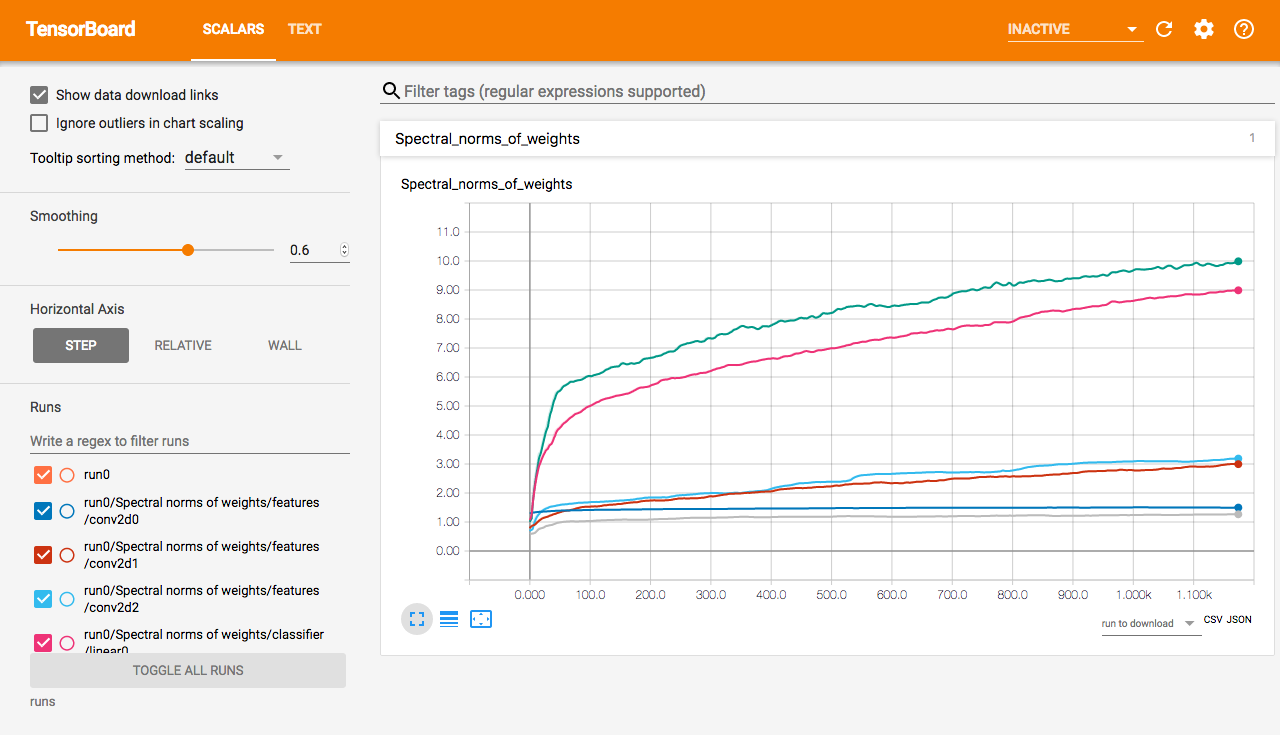 TensorBoard
SCALARS
TEXT
INACTIVE
Show data download links
Ignore outliers in chart scaling
Tooltip sorting method:
default
Smoothing
0.6
Horizontal Axis
STEP
RELATIVE
WALL
Runs
Write a regex to filter runs
run0
run0/Spectral norms of weights/features
/conv2d0
run0/Spectral norms of weights/features
/conv2d1
run0/Spectral norms of weights/features
/conv2d2
run0/Spectral norms of weights/classifier
/linear0
TOGGLE ALL RUNS
runs
Filter tags (regular expressions supported)
Spectral_norms_of_weights
1
Spectral_norms_of_weights
11.0
10.0
9.00
8.00
7.00
6.00
5.00
4.00
3.00
2.00
1.00
0.00
0.000 100.0 200.0 300.0 400.0 500.0 600.0 700.0 800.0 900.0 1.000k 1.100k
run to download
CSV JSON